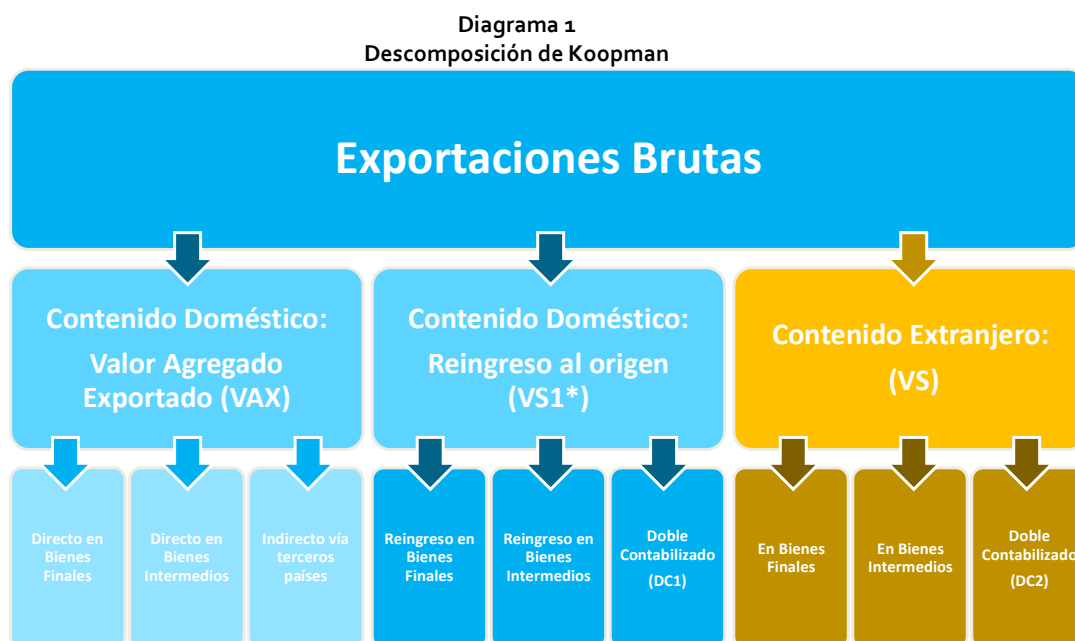 Diagrama 1
Descomposición de Koopman
Exportaciones Brutas
Contenido Doméstico:
Valor Agregado
Exportado (VAX)
Contenido Doméstico:
Reingreso al origen
(VS1*)
Contenido Extranjero:
(VS)
Directo en
Bienes
Finales
Directo en
Bienes
Intermedios
Indirecto vía
terceros
países
Reingreso en
Bienes
Finales
Reingreso en
Bienes
Intermedios
Doble
Contabilizado
(DC1)
En Bienes
Finales
En Bienes
Intermedios
Doble
Contabilizado
(DC2)